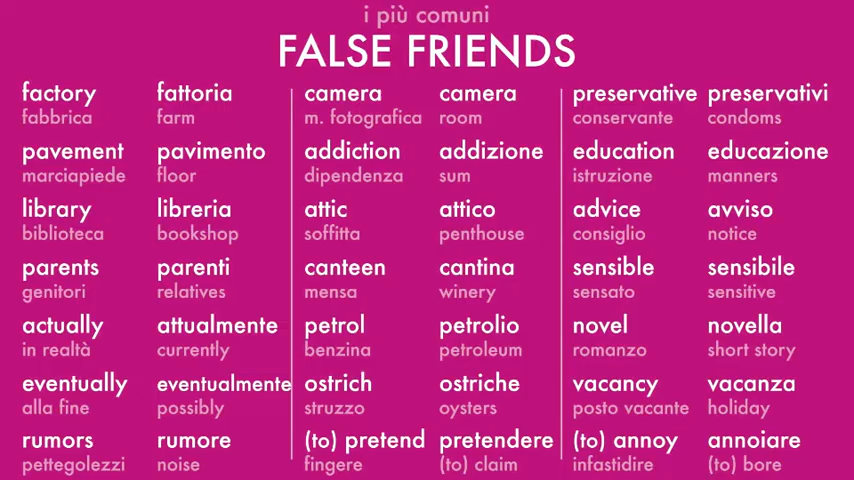 i più comuni
FALSE FRIENDS
factory fattoria camera camera preservative preservativi
fabbrica farm m. fotografica room conservante condoms
pavement pavimento addiction addizione education educazione
marciapiede floor dipendenza sum istruzione manners
library libreria attic attico advice avviso
biblioteca bookshop soffitta penthouse consiglio notice
parents parenti canteen cantina sensible sensibile
genitori relatives mensa winery sensato sensitive
actually attualmente petrol petrolio novel novella
in realtà currently benzina petroleum romanzo short story
eventually eventualmente ostrich ostriche vacancy vacanza
alla fine possibly struzzo oysters posto vacante holiday
rumors rumore (to) pretend pretendere (to) annoy annoiare
pettegolezzi noise fingere (to) claim infastidire (to) bore